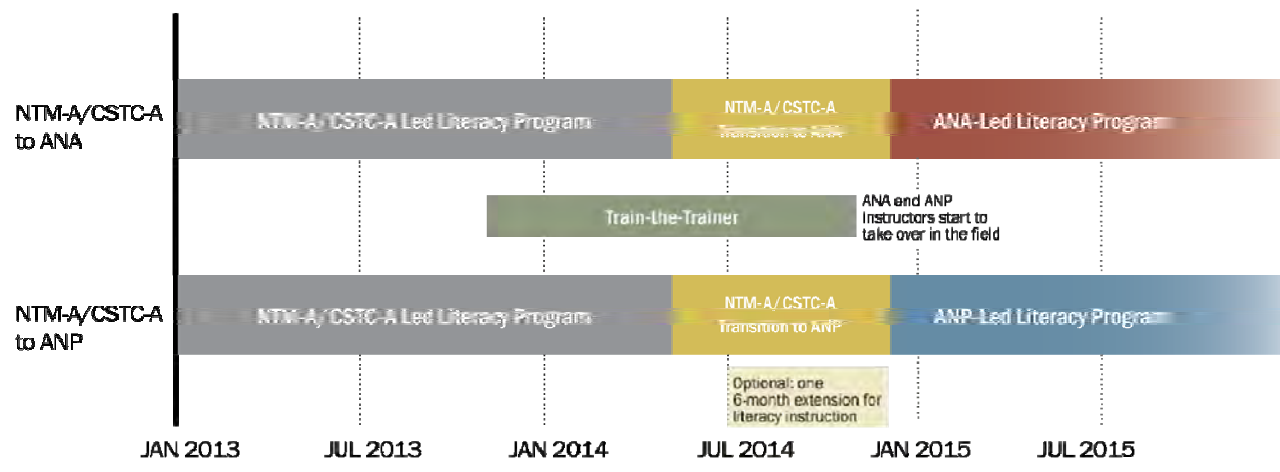 NTM-A/CSTC-A
to ANA
NTM-A/CSTC-A Led Literacy Program
NTM-A/CSTC-A
Transition to ANA
ANA-Led Literacy Program
Train-the-Trainer
ANA and ANP
Instructors start to
take over in the field
NTM-A/CSTC-A
to ANP
NTM-A/CSTC-A Led Literacy Program
NTM-A/CSTC-A
Transition to ANP
ANP-Led Literacy Program
Optional: one
6-month extension for
literacy instruction
JAN 2013
JUL 2013
JAN 2014
JUL 2014
JAN 2015
JUL 2015